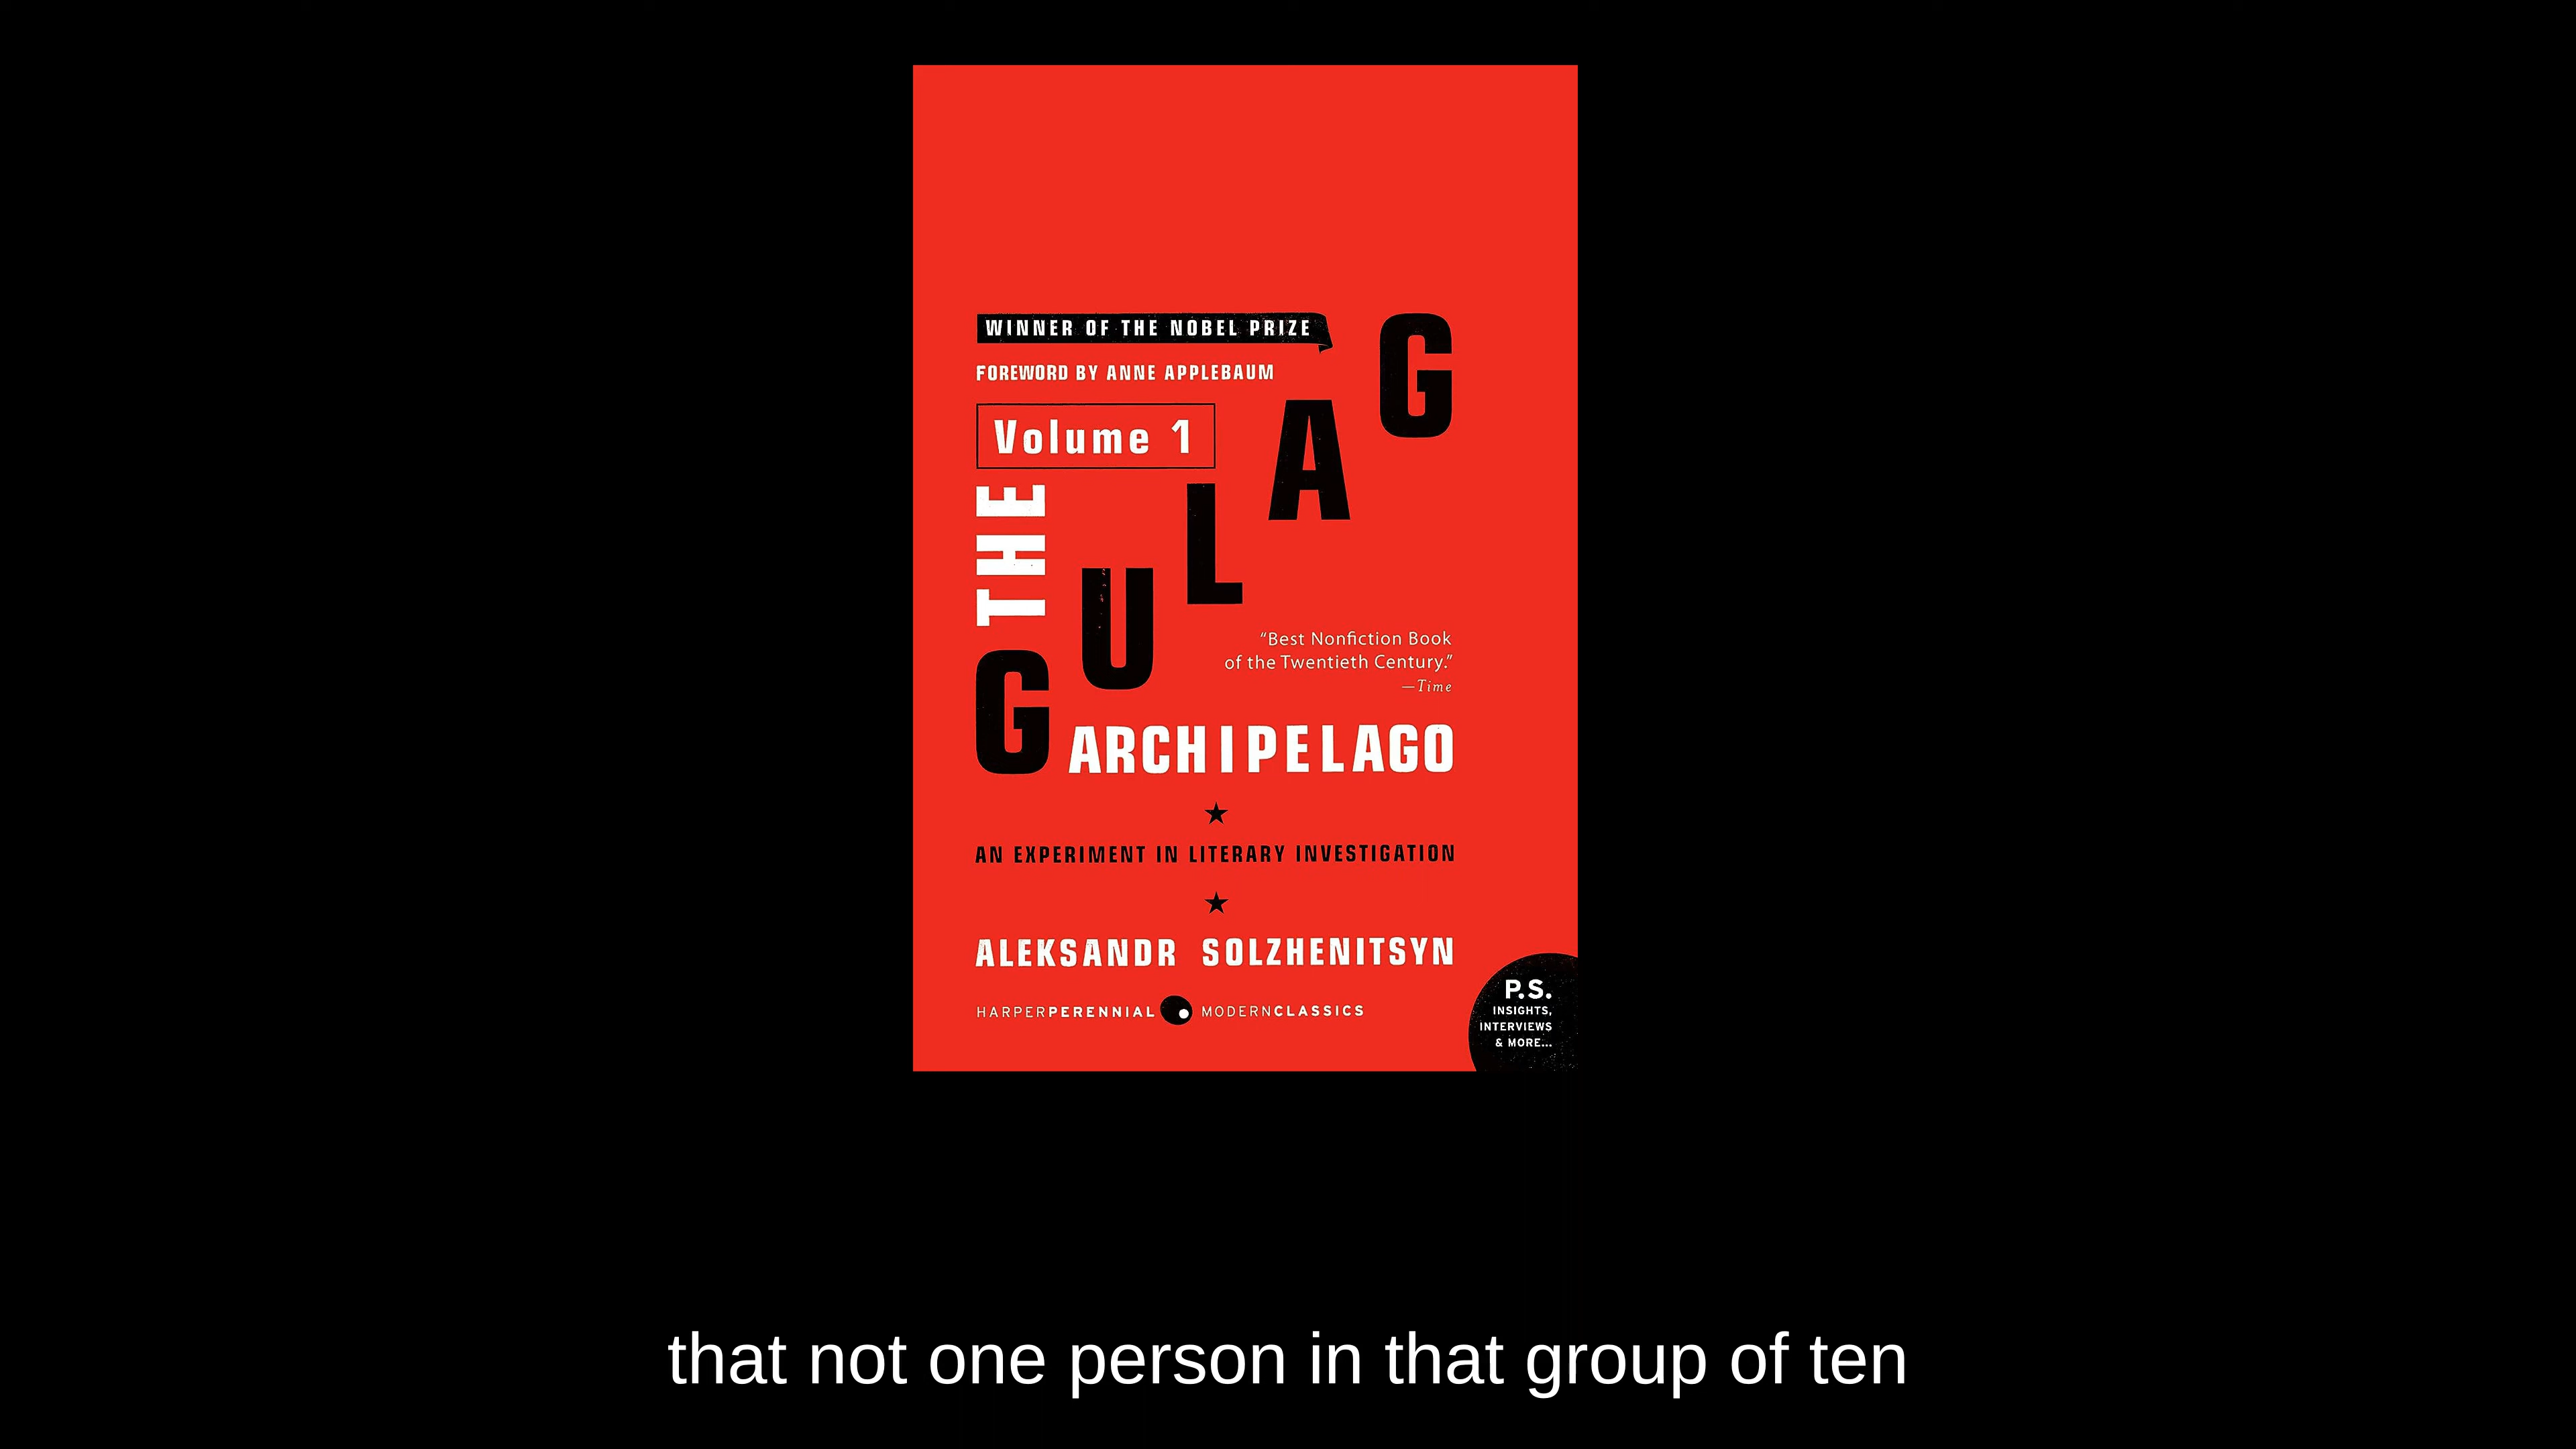 WINNER OF THE NOBEL PRIZE
FOREWORD BY ANNE APPLEBAUM
Volume 1
THE
GULAG
"Best Nonfiction Book
of the Twentieth Century."
—Time
ARCHIPELAGO
AN EXPERIMENT IN LITERARY INVESTIGATION
ALEKSANDR SOLZHENITSYN
HARPERPERENNIAL MODERNCLASSICS
P.S.
INSIGHTS,
INTERVIEWS
& MORE...
that not one person in that group of ten